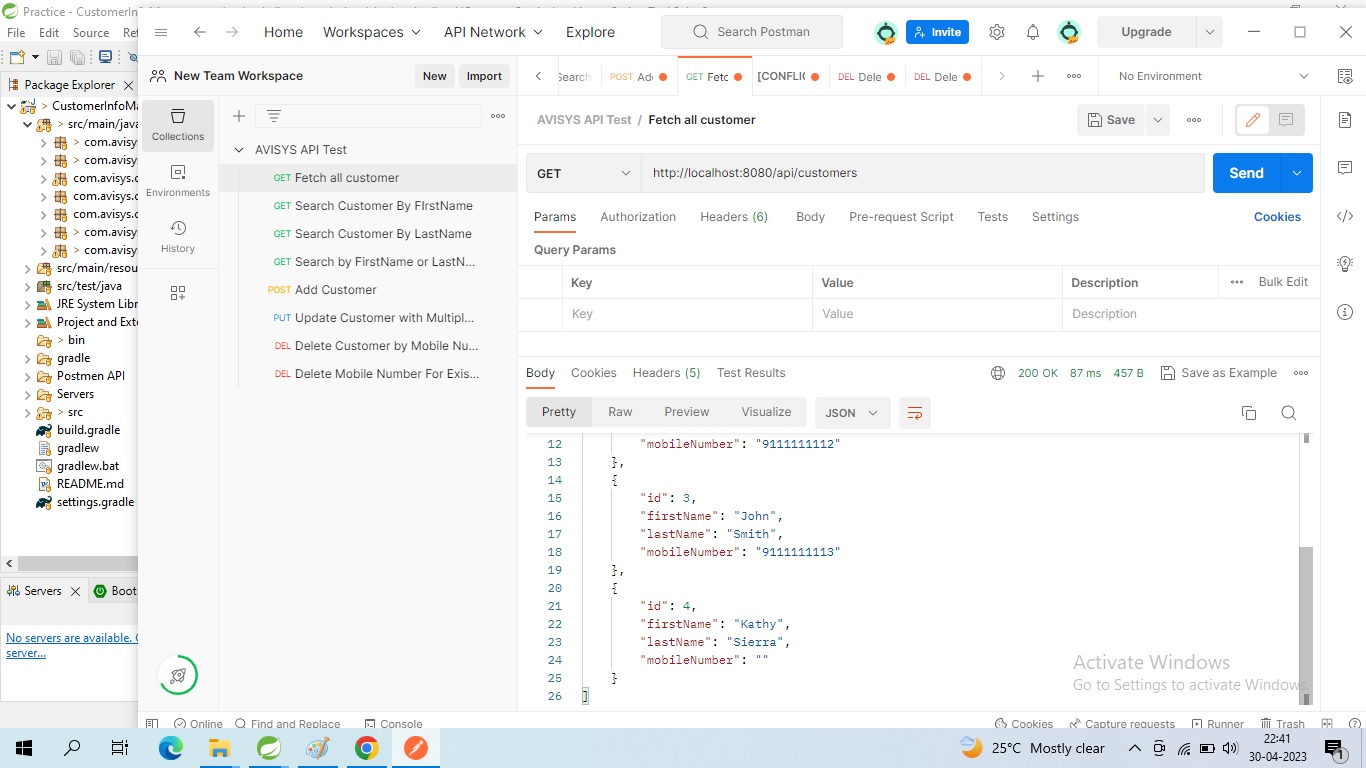 Practice - CustomerInf
File Edit Source
Package Explorer
CustomerInfoMa
src/main/java
com.avisys
com.avisys
com.avisys.c
com.avisys.c
com.avisys.c
com.avisys
com.avisys
src/main/resou
src/test/java
JRE System Libr
Project and Exte
bin
gradle
Postmen API
Servers
src
build.gradle
gradlew
gradlew.bat
README.md
settings.gradle
Servers
Boot
No servers are available. C
server...
Home Workspaces API Network Explore
Search Postman
Invite
Upgrade
New Team Workspace
New Import
Search
POST Ad
GET Fetc
[CONFLIC
DEL Dele
DEL Dele
No Environment
Collections
Environments
History
AVISYS API Test
GET Fetch all customer
GET Search Customer By FIrstName
GET Search Customer By LastName
GET Search by FirstName or LastN...
POST Add Customer
PUT Update Customer with Multipl...
DEL Delete Customer by Mobile Nu...
DEL Delete Mobile Number For Exis...
AVISYS API Test / Fetch all customer
Save
GET
http://localhost:8080/api/customers
Send
Params Authorization Headers (6) Body Pre-request Script Tests Settings Cookies
Query Params
Key Value Description Bulk Edit
Key Value Description
Body Cookies Headers (5) Test Results 200 OK 87 ms 457 B Save as Example
Pretty Raw Preview Visualize JSON
12 "mobileNumber": "9111111112"
13 },
14 {
15 "id": 3,
16 "firstName": "John",
17 "lastName": "Smith",
18 "mobileNumber": "9111111113"
19 },
20 {
21 "id": 4,
22 "firstName": "Kathy",
23 "lastName": "Sierra",
24 "mobileNumber": ""
25 }
26 ]
Activate Windows
Go to Settings to activate Windows.
Online Find and Replace Console Cookies Capture requests Runner Trash
25°C Mostly clear
22:41
30-04-2023
1